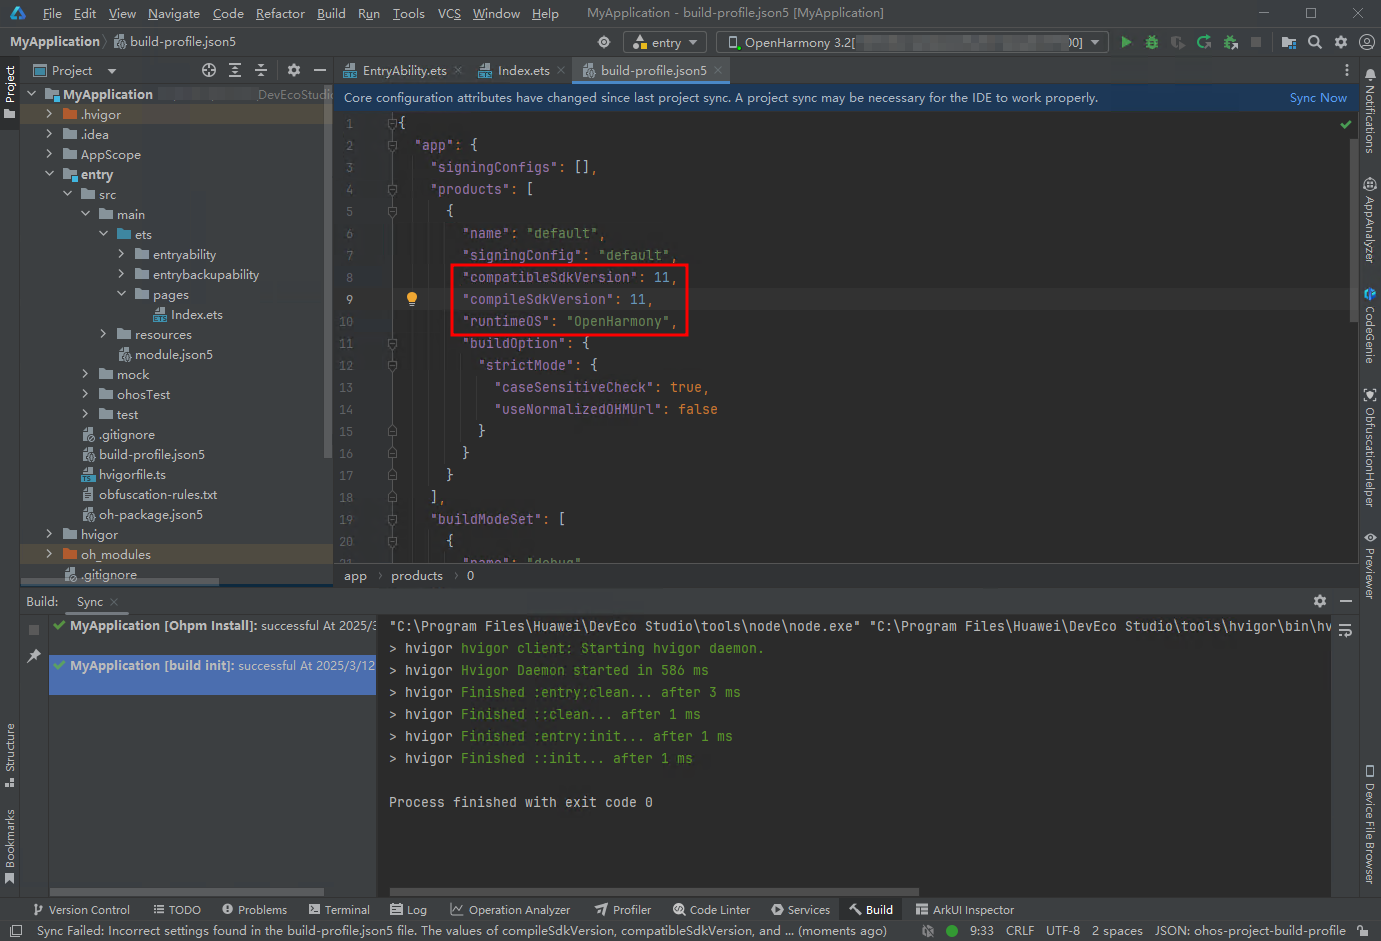 File Edit View Navigate Code Refactor Build Run Tools VCS Window Help MyApplication - build-profile.json5 [MyApplication]
MyApplication build-profile.json5 entry OpenHarmony 3.2[ 00]
Project EntryAbility.ets Index.ets build-profile.json5
Project
MyApplication DevEcoStudio
.hvigor
.idea
AppScope
entry
src
main
ets
entryability
entrybackupability
pages
Index.ets
resources
module.json5
mock
ohosTest
test
.gitignore
build-profile.json5
hvigorfile.ts
obfuscation-rules.txt
oh-package.json5
hvigor
oh_modules
.gitignore
Core configuration attributes have changed since last project sync. A project sync may be necessary for the IDE to work properly. Sync Now
1 {
2 "app": {
3 "signingConfigs": [],
4 "products": [
5 {
6 "name": "default",
7 "signingConfig": "default",
8 "compatibleSdkVersion": 11,
9 "compileSdkVersion": 11,
10 "runtimeOS": "OpenHarmony",
11 "buildOption": {
12 "strictMode": {
13 "caseSensitiveCheck": true,
14 "useNormalizedOHMUrl": false
15 }
16 }
17 }
18 ],
19 "buildModeSet": [
20 {
21 "name": "debug"
app products 0
Notifications
AppAnalyzer
CodeGenie
ObfuscationHelper
Previewer
Device File Browser
Structure
Bookmarks
Build: Sync
MyApplication [Ohpm Install]: successful At 2025/3
MyApplication [build init]: successful At 2025/3/12
"C:\Program Files\Huawei\DevEco Studio\tools\node\node.exe" "C:\Program Files\Huawei\DevEco Studio\tools\hvigor\bin\hv
> hvigor hvigor client: Starting hvigor daemon.
> hvigor Hvigor Daemon started in 586 ms
> hvigor Finished :entry:clean... after 3 ms
> hvigor Finished ::clean... after 1 ms
> hvigor Finished :entry:init... after 1 ms
> hvigor Finished ::init... after 1 ms
Process finished with exit code 0
Version Control TODO Problems Terminal Log Operation Analyzer Profiler Code Linter Services Build ArkUI Inspector
Sync Failed: Incorrect settings found in the build-profile.json5 file. The values of compileSdkVersion, compatibleSdkVersion, and ... (moments ago) 9:33 CRLF UTF-8 2 spaces JSON: ohos-project-build-profile